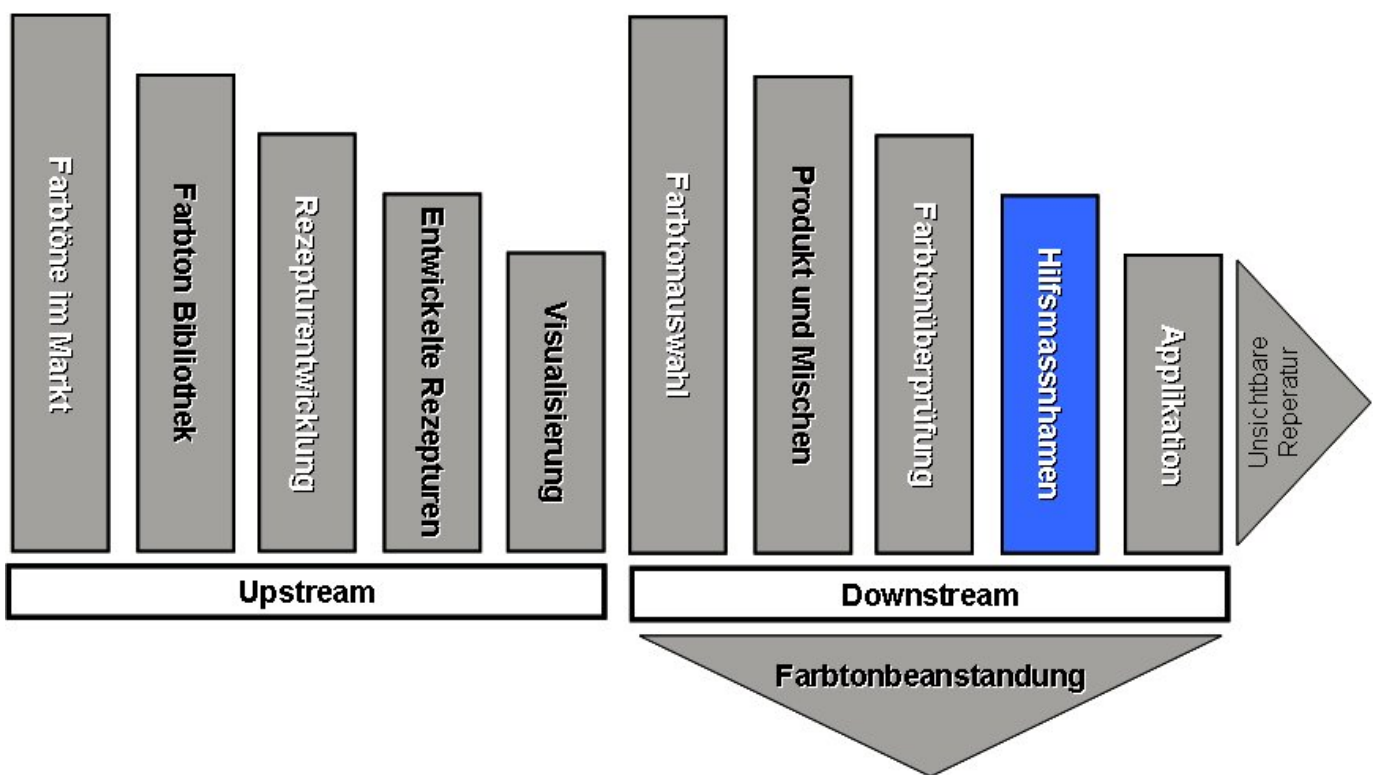 Farbtöne im Markt
Farbton Bibliothek
Rezepturentwicklung
Entwickelte Rezepturen
Visualisierung
Farbtonauswahl
Produkt und Mischen
Farbtonüberprüfung
Hilfsmassnhamen
Applikation
Unsichtbare
Reperatur
Upstream
Downstream
Farbtonbeanstandung